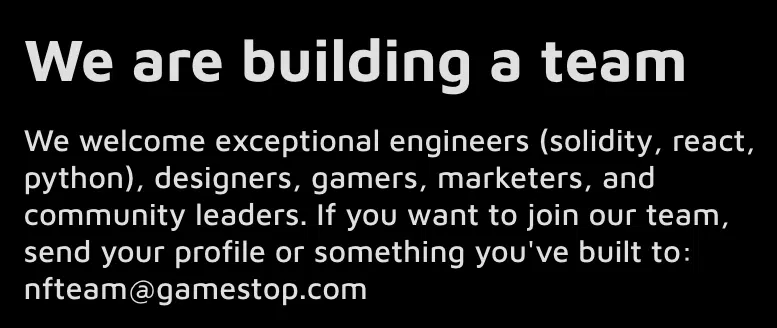 We are building a team
We welcome exceptional engineers (solidity, react,
python), designers, gamers, marketers, and
community leaders. If you want to join our team,
send your profile or something you've built to:
nfteam@gamestop.com